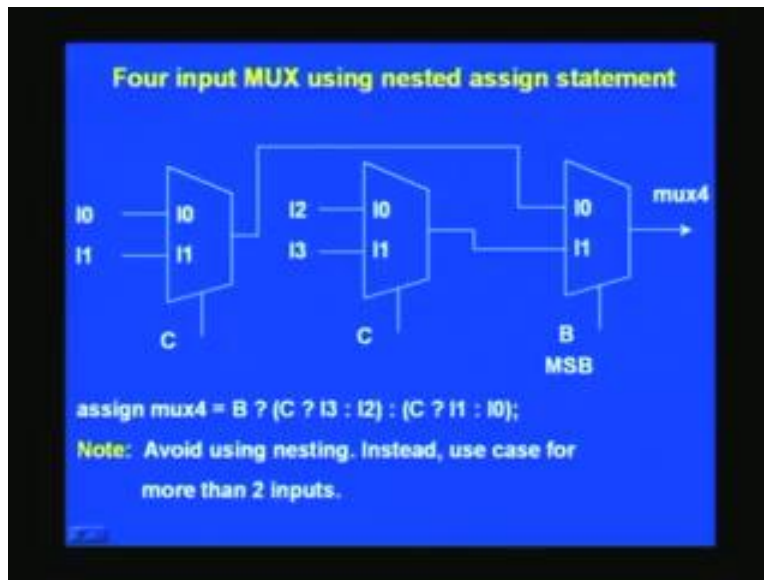 Four input MUX using nested assign statement
mux4
I0 I0 I2 I0 I0
I1 I1 I3 I1 I1
C C B
MSB
assign mux4 = B ? (C ? I3 : I2) : (C ? I1 : I0);
Note: Avoid using nesting. Instead, use case for
more than 2 inputs.